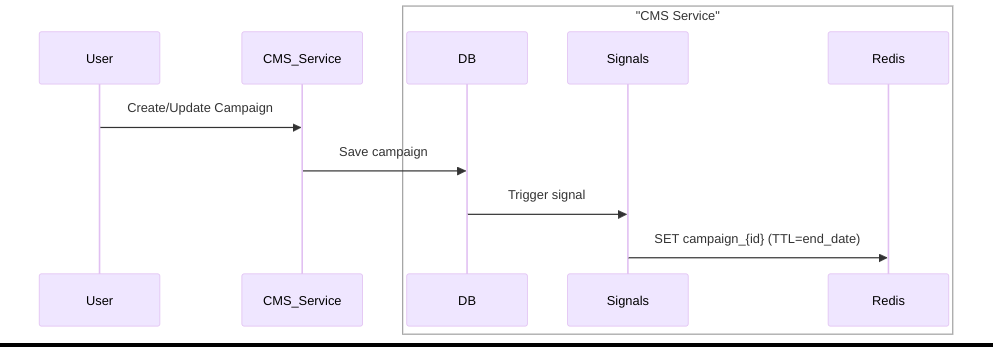 "CMS Service"
User
CMS_Service
DB
Signals
Redis
Create/Update Campaign
Save campaign
Trigger signal
SET campaign_{id} (TTL=end_date)
User
CMS_Service
DB
Signals
Redis